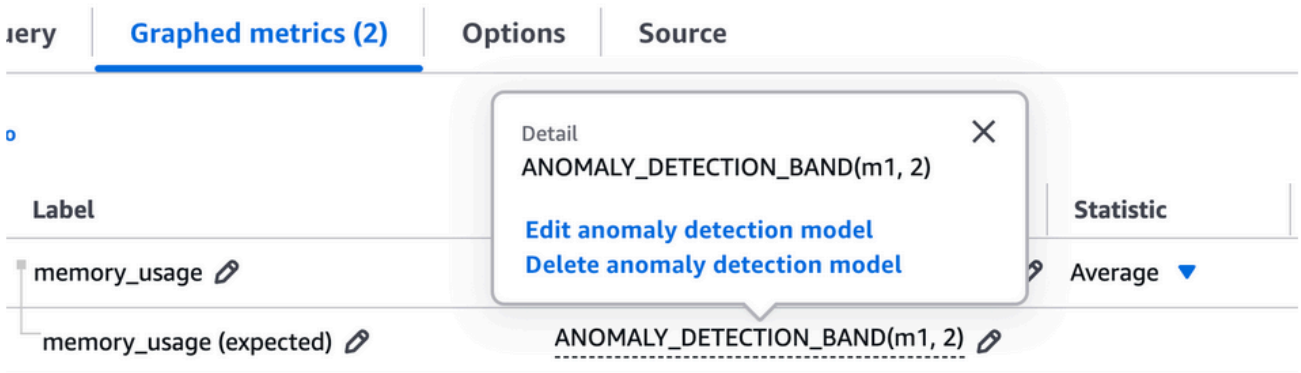 Graphed metrics (2)
Options
Source
Detail
ANOMALY_DETECTION_BAND(m1, 2)
Edit anomaly detection model
Delete anomaly detection model
Label
Statistic
memory_usage
Average
memory_usage (expected)
ANOMALY_DETECTION_BAND(m1, 2)